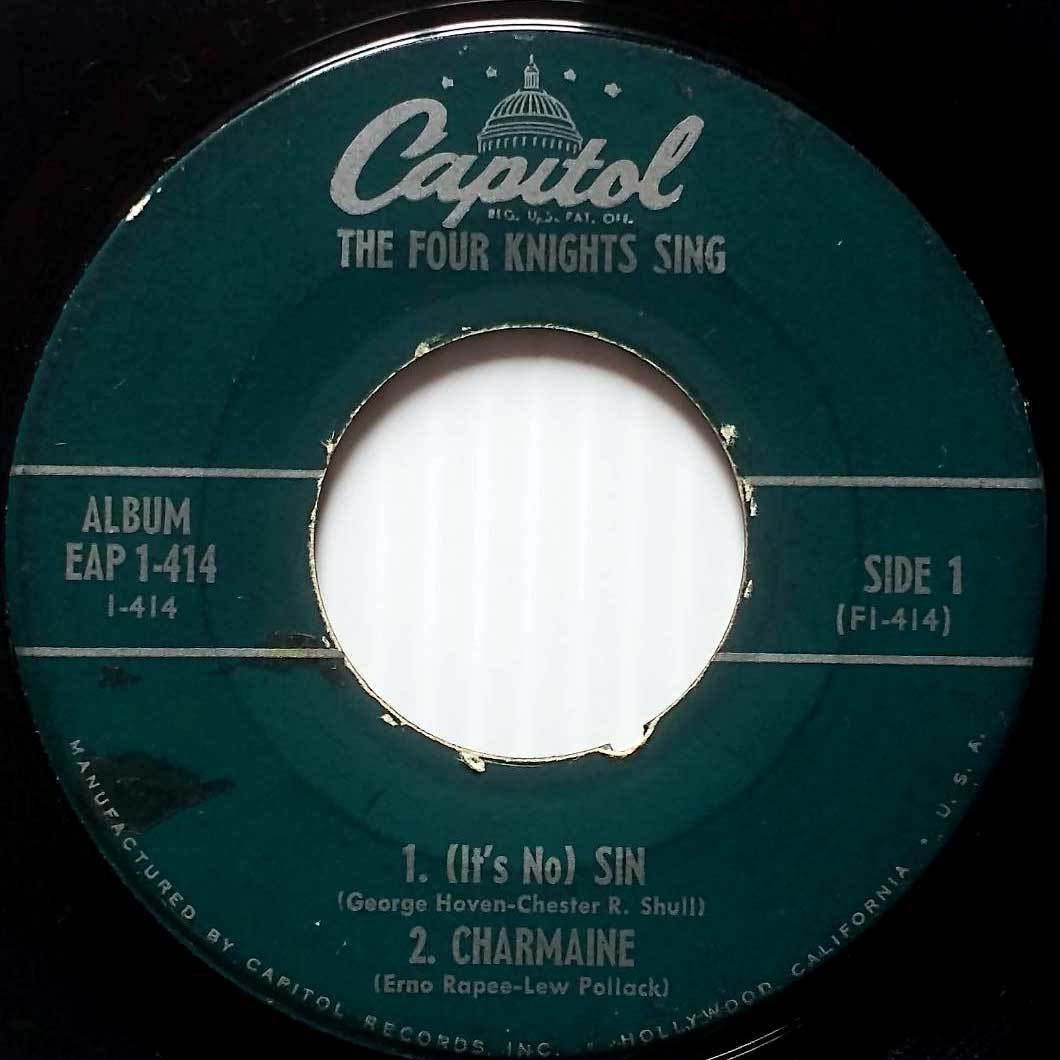 Capitol
REG. U.S. PAT. OFF.
THE FOUR KNIGHTS SING
ALBUM
EAP 1-414
1-414
SIDE 1
(F1-414)
1. (It's No) SIN
(George Hoven-Chester R. Shull)
2. CHARMAINE
(Erno Rapee-Lew Pollack)
MANUFACTURED BY CAPITOL RECORDS, INC. • HOLLYWOOD, CALIFORNIA • U. S. A.